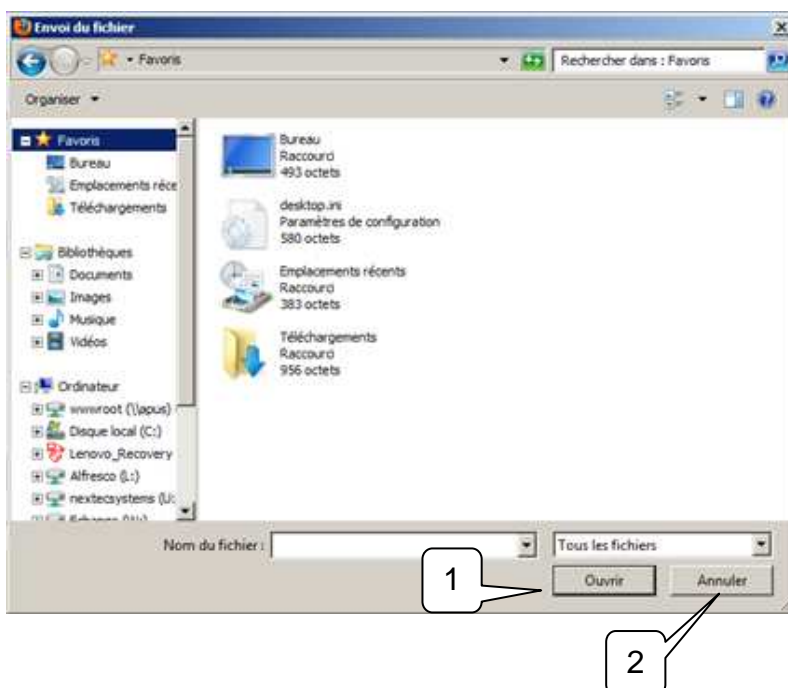 Envoi du fichier
Favoris
Rechercher dans : Favoris
Organiser
Favoris
Bureau
Emplacements réce
Téléchargements
Bibliothèques
Documents
Images
Musique
Vidéos
Ordinateur
wwwroot (\\apus)
Disque local (C:)
Lenovo_Recovery
Alfresco (L:)
nextecsystems (U:
Bureau
Raccourci
493 octets
desktop.ini
Paramètres de configuration
580 octets
Emplacements récents
Raccourci
383 octets
Téléchargements
Raccourci
956 octets
Nom du fichier :
Tous les fichiers
Ouvrir
Annuler
1
2